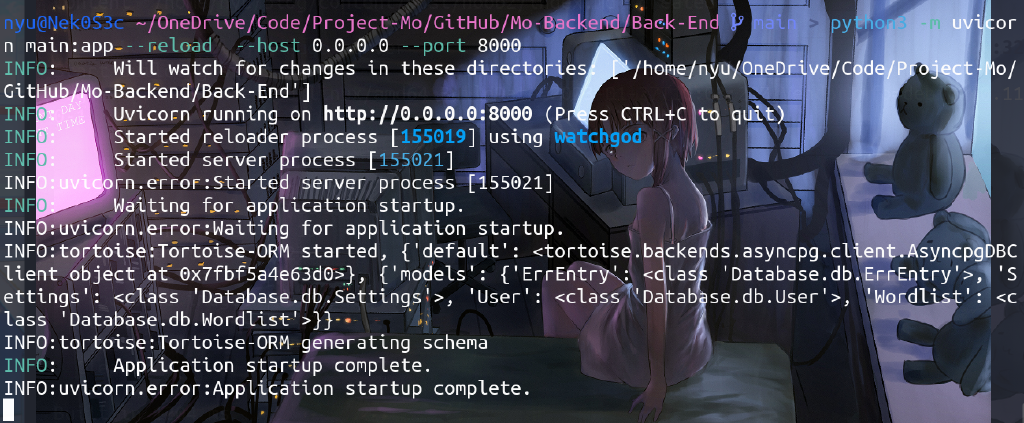 nyu@Nek0S3c ~/OneDrive/Code/Project-Mo/GitHub/Mo-Backend/Back-End main > python3 -m uvicor
n main:app --reload --host 0.0.0.0 --port 8000
INFO: Will watch for changes in these directories: ['/home/nyu/OneDrive/Code/Project-Mo/
GitHub/Mo-Backend/Back-End']
INFO: Uvicorn running on http://0.0.0.0:8000 (Press CTRL+C to quit)
INFO: Started reloader process [155019] using watchgod
INFO: Started server process [155021]
INFO:uvicorn.error:Started server process [155021]
INFO: Waiting for application startup.
INFO:uvicorn.error:Waiting for application startup.
INFO:tortoise:Tortoise-ORM started, {'default': <tortoise.backends.asyncpg.client.AsyncpgDBC
lient object at 0x7fbf5a4e63d0>}, {'models': {'ErrEntry': <class 'Database.db.ErrEntry'>, 'S
ettings': <class 'Database.db.Settings'>, 'User': <class 'Database.db.User'>, 'Wordlist': <c
lass 'Database.db.Wordlist'>}}
INFO:tortoise:Tortoise-ORM generating schema
INFO: Application startup complete.
INFO:uvicorn.error:Application startup complete.